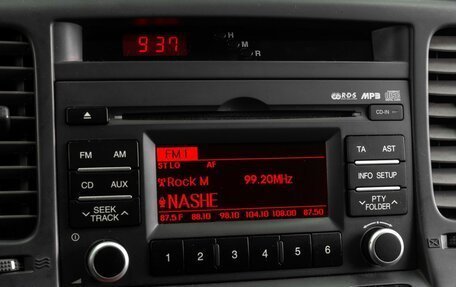 9:37
H
M
R
RDS MP3
CD-IN
FM AM
CD AUX
SEEK
TRACK
FM 1
ST LO AF
Rock M 99.20MHz
NASHE
87.5 F 88.10 98.10 104.10 108.00 87.50
1 2 3 4 5 6
TA AST
INFO SETUP
PTY
FOLDER